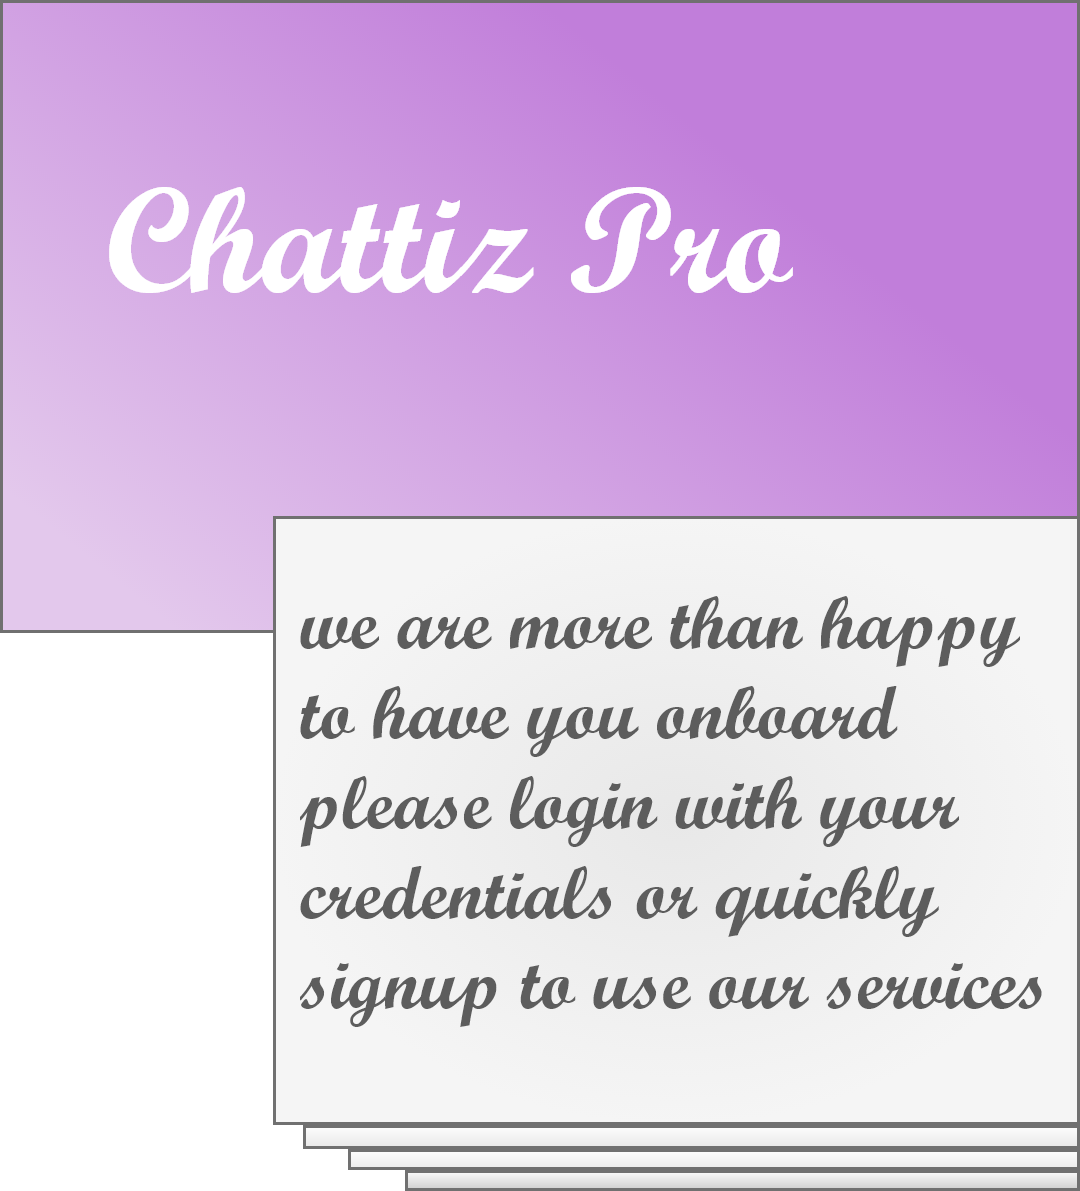 Chattiz Pro
we are more than happy
to have you onboard
please login with your
credentials or quickly
signup to use our services